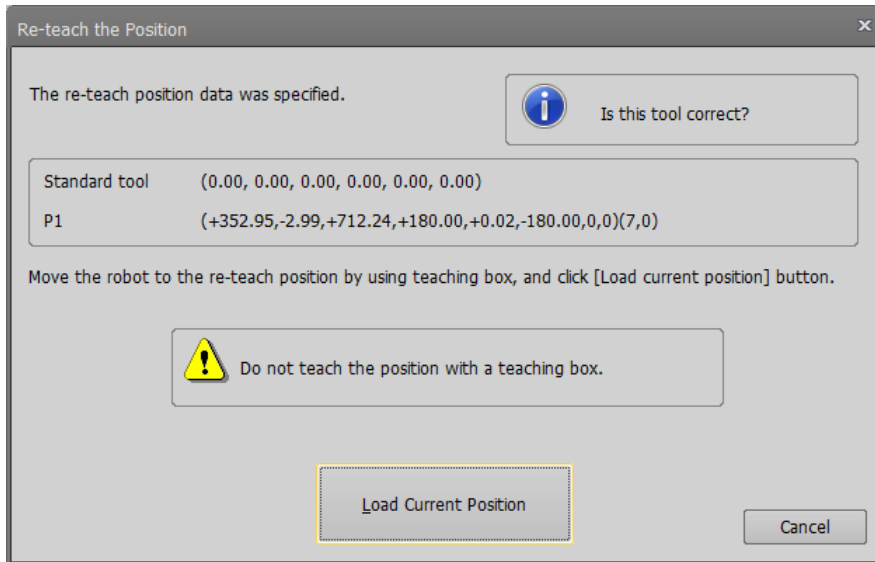 Re-teach the Position
The re-teach position data was specified.
Is this tool correct?
Standard tool (0.00, 0.00, 0.00, 0.00, 0.00, 0.00)
P1 (+352.95,-2.99,+712.24,+180.00,+0.02,-180.00,0,0)(7,0)
Move the robot to the re-teach position by using teaching box, and click [Load current position] button.
Do not teach the position with a teaching box.
Load Current Position
Cancel